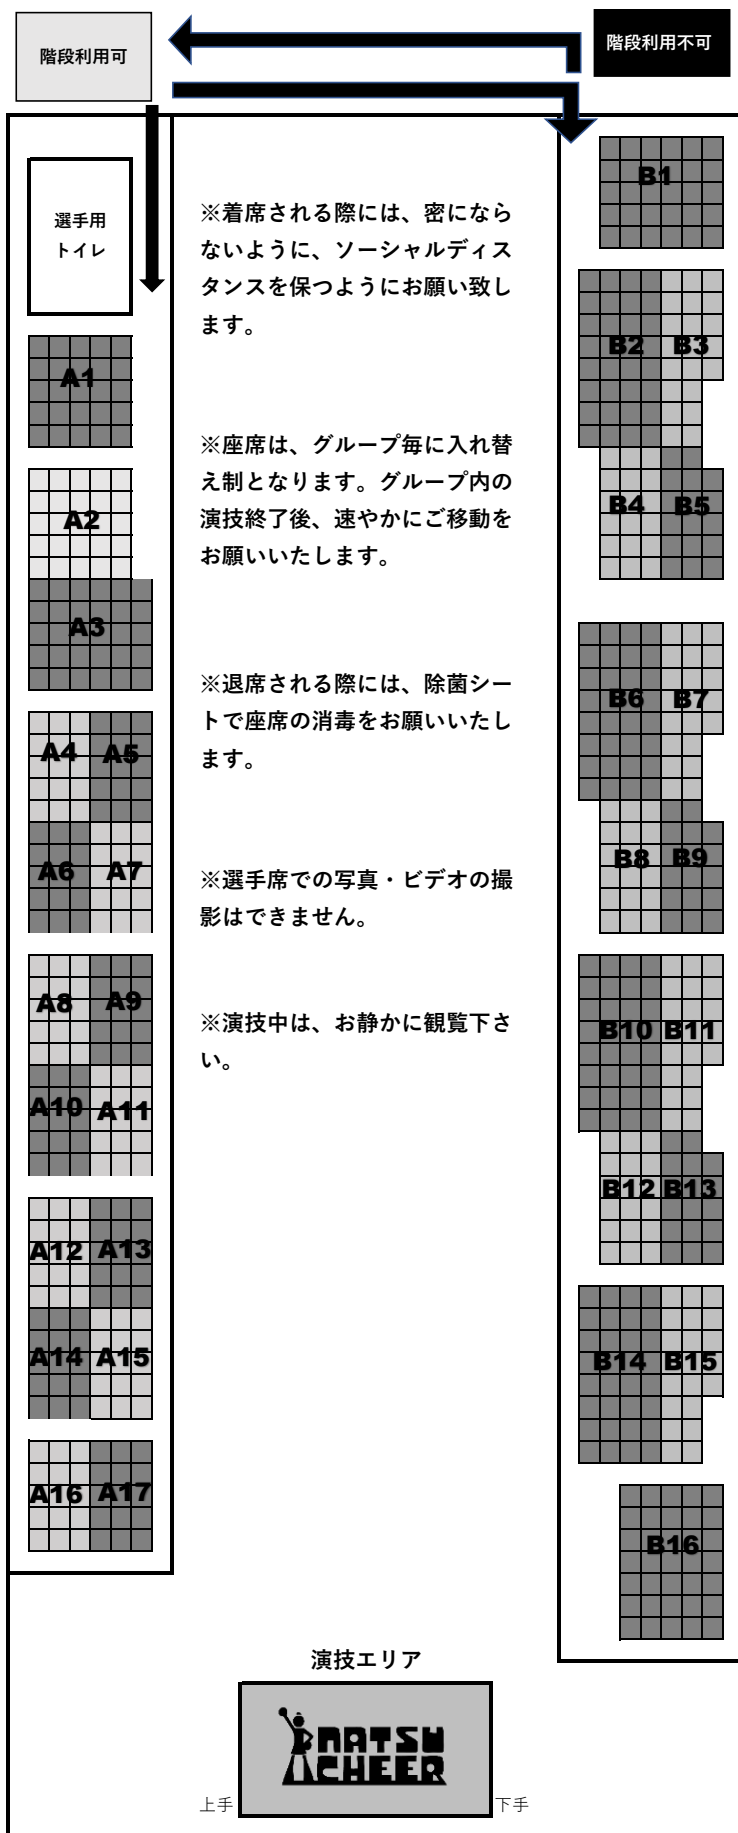 階段利用可
階段利用不可
選手用
トイレ
A1
A2
A3
A4 A5
A6 A7
A8 A9
A10 A11
A12 A13
A14 A15
A16 A17
※着席される際には、密になら
ないように、ソーシャルディス
タンスを保つようにお願い致し
ます。
※座席は、グループ毎に入れ替
え制となります。グループ内の
演技終了後、速やかにご移動を
お願いいたします。
※退席される際には、除菌シー
トで座席の消毒をお願いいたし
ます。
※選手席での写真・ビデオの撮
影はできません。
※演技中は、お静かに観覧下さ
い。
B1
B2 B3
B4 B5
B6 B7
B8 B9
B10 B11
B12 B13
B14 B15
B16
演技エリア
MATSU
CHEER
上手
下手